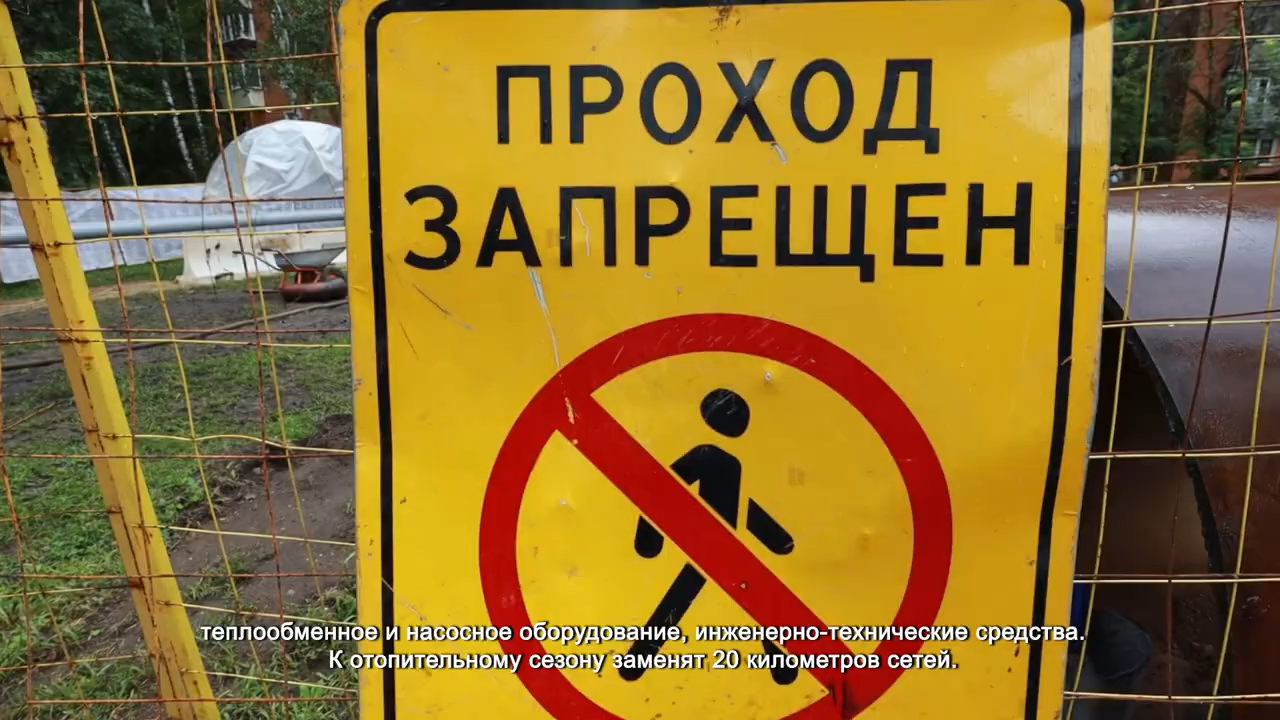 ПРОХОД
ЗАПРЕЩЕН
теплообменное и насосное оборудование, инженерно-технические средства.
К отопительному сезону заменят 20 километров сетей.